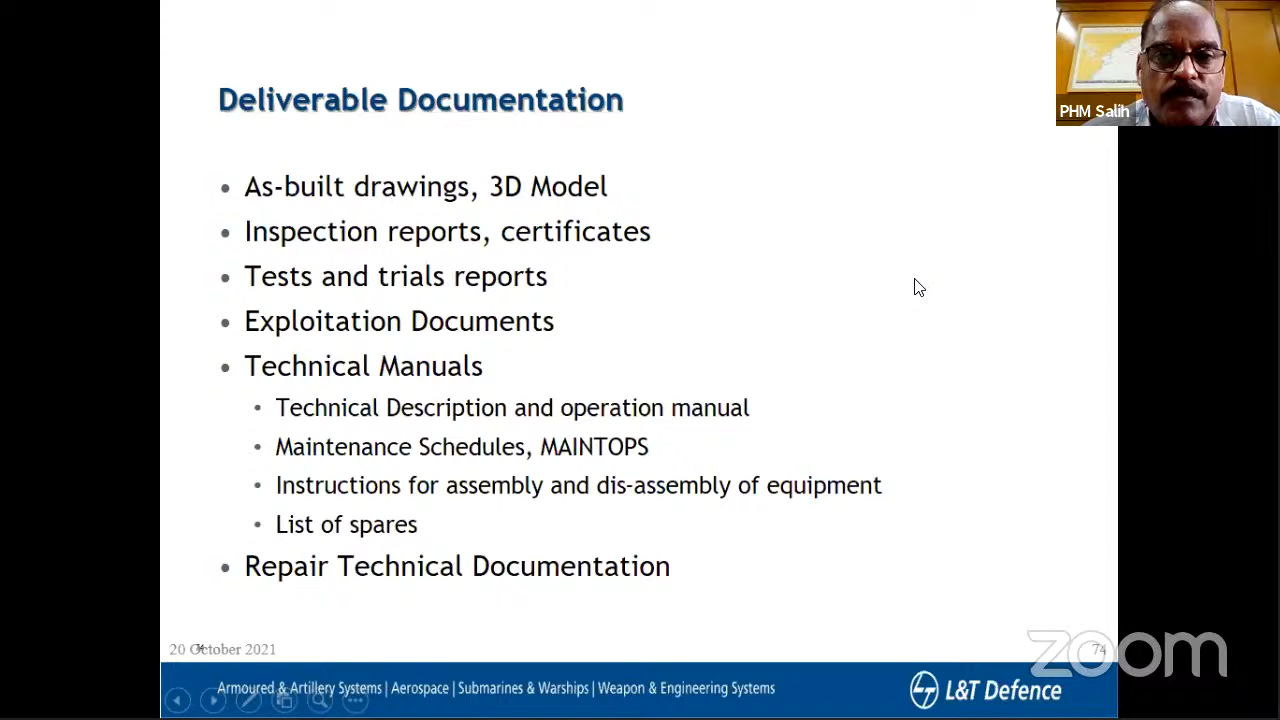 Deliverable Documentation
PHM Salih
• As-built drawings, 3D Model
• Inspection reports, certificates
• Tests and trials reports
• Exploitation Documents
• Technical Manuals
• Technical Description and operation manual
• Maintenance Schedules, MAINTOPS
• Instructions for assembly and dis-assembly of equipment
• List of spares
• Repair Technical Documentation
20 October 2021
74
zoom
Armoured & Artillery Systems | Aerospace | Submarines & Warships | Weapon & Engineering Systems
L&T Defence